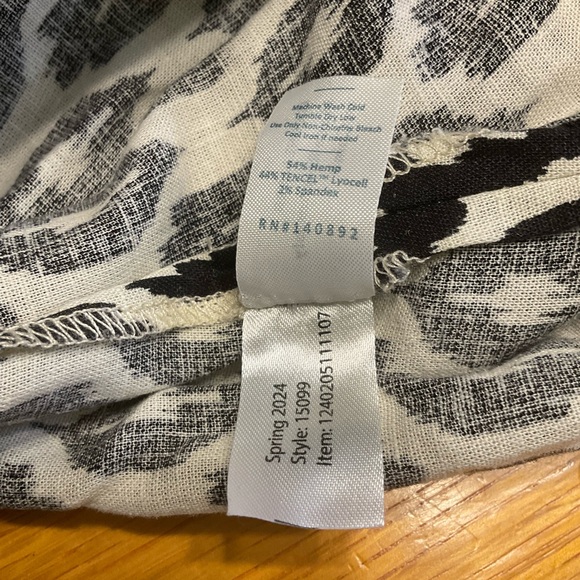 Machine Wash Cold
Tumble Dry Low
Use Only Non-Chlorine Bleach
Cool Iron if needed
54% Hemp
44% TENCEL™ Lyocell
2% Spandex
RN#140892
Spring 2024
Style: 15099
Item: 1240205111107